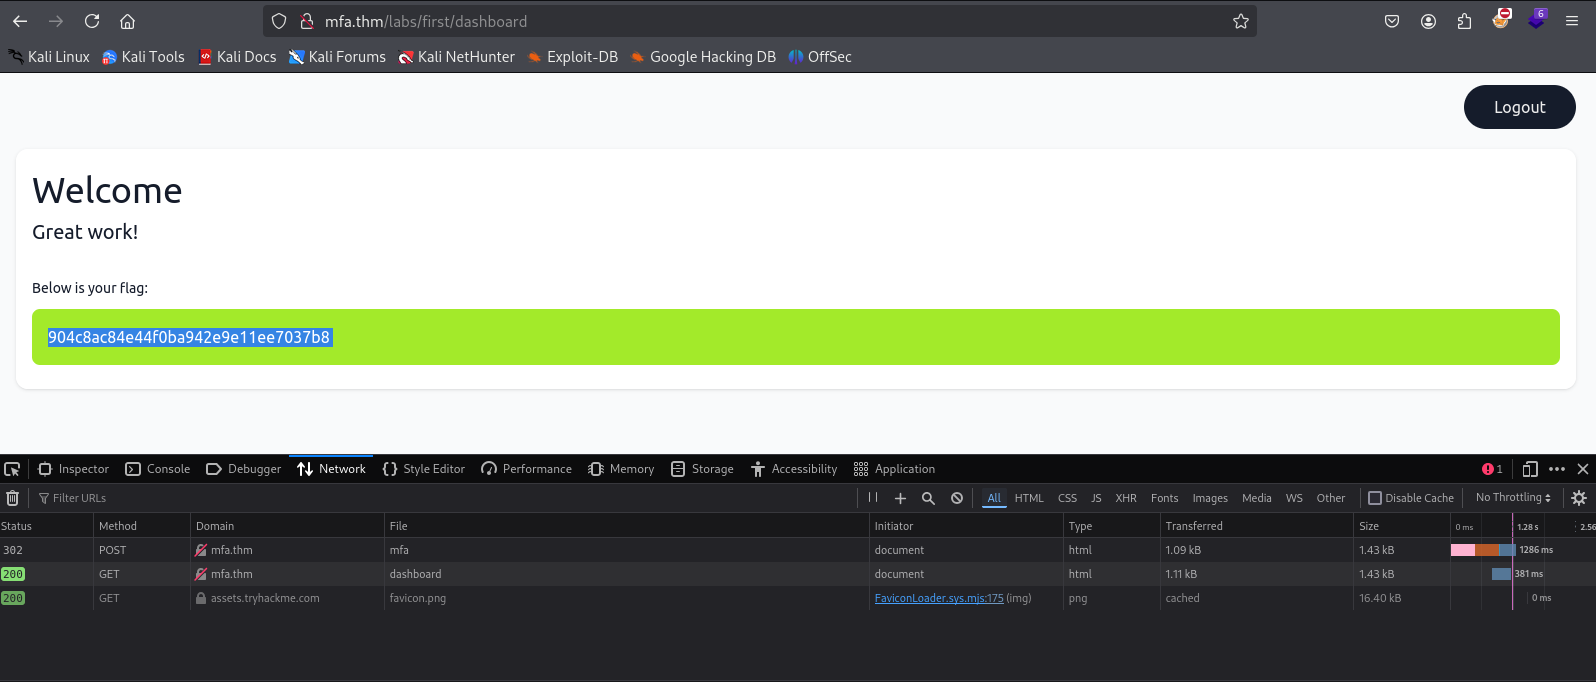 mfa.thm/labs/first/dashboard
6
Kali Linux Kali Tools Kali Docs Kali Forums Kali NetHunter Exploit-DB Google Hacking DB OffSec
Logout
Welcome
Great work!
Below is your flag:
904c8ac84e44f0ba942e9e11ee7037b8
Inspector Console Debugger Network Style Editor Performance Memory Storage Accessibility Application 1
Filter URLs All HTML CSS JS XHR Fonts Images Media WS Other Disable Cache No Throttling
Status Method Domain File Initiator Type Transferred Size 0 ms 1.28 s 2.56
302 POST mfa.thm mfa document html 1.09 kB 1.43 kB 1286 ms
200 GET mfa.thm dashboard document html 1.11 kB 1.43 kB 381 ms
200 GET assets.tryhackme.com favicon.png FaviconLoader.sys.mjs:175 (img) png cached 16.40 kB 0 ms